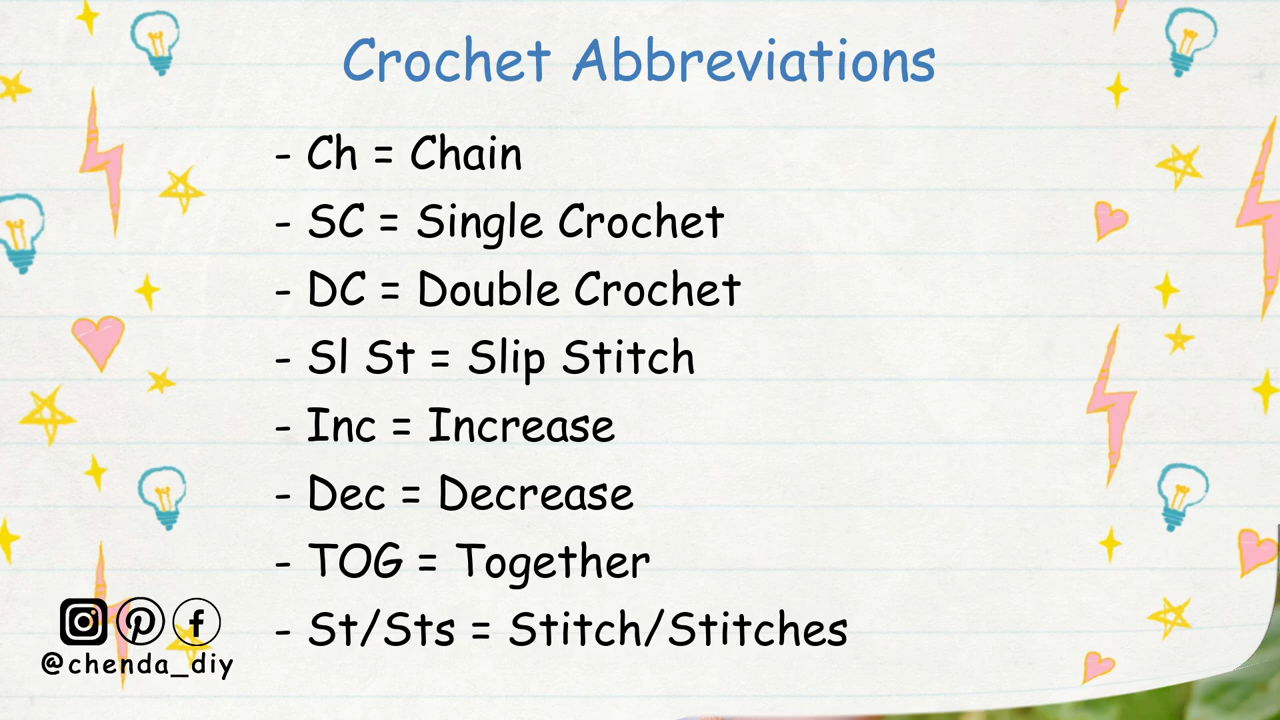 Crochet Abbreviations
- Ch = Chain
- SC = Single Crochet
- DC = Double Crochet
- Sl St = Slip Stitch
- Inc = Increase
- Dec = Decrease
- TOG = Together
- St/Sts = Stitch/Stitches
@chenda_diy